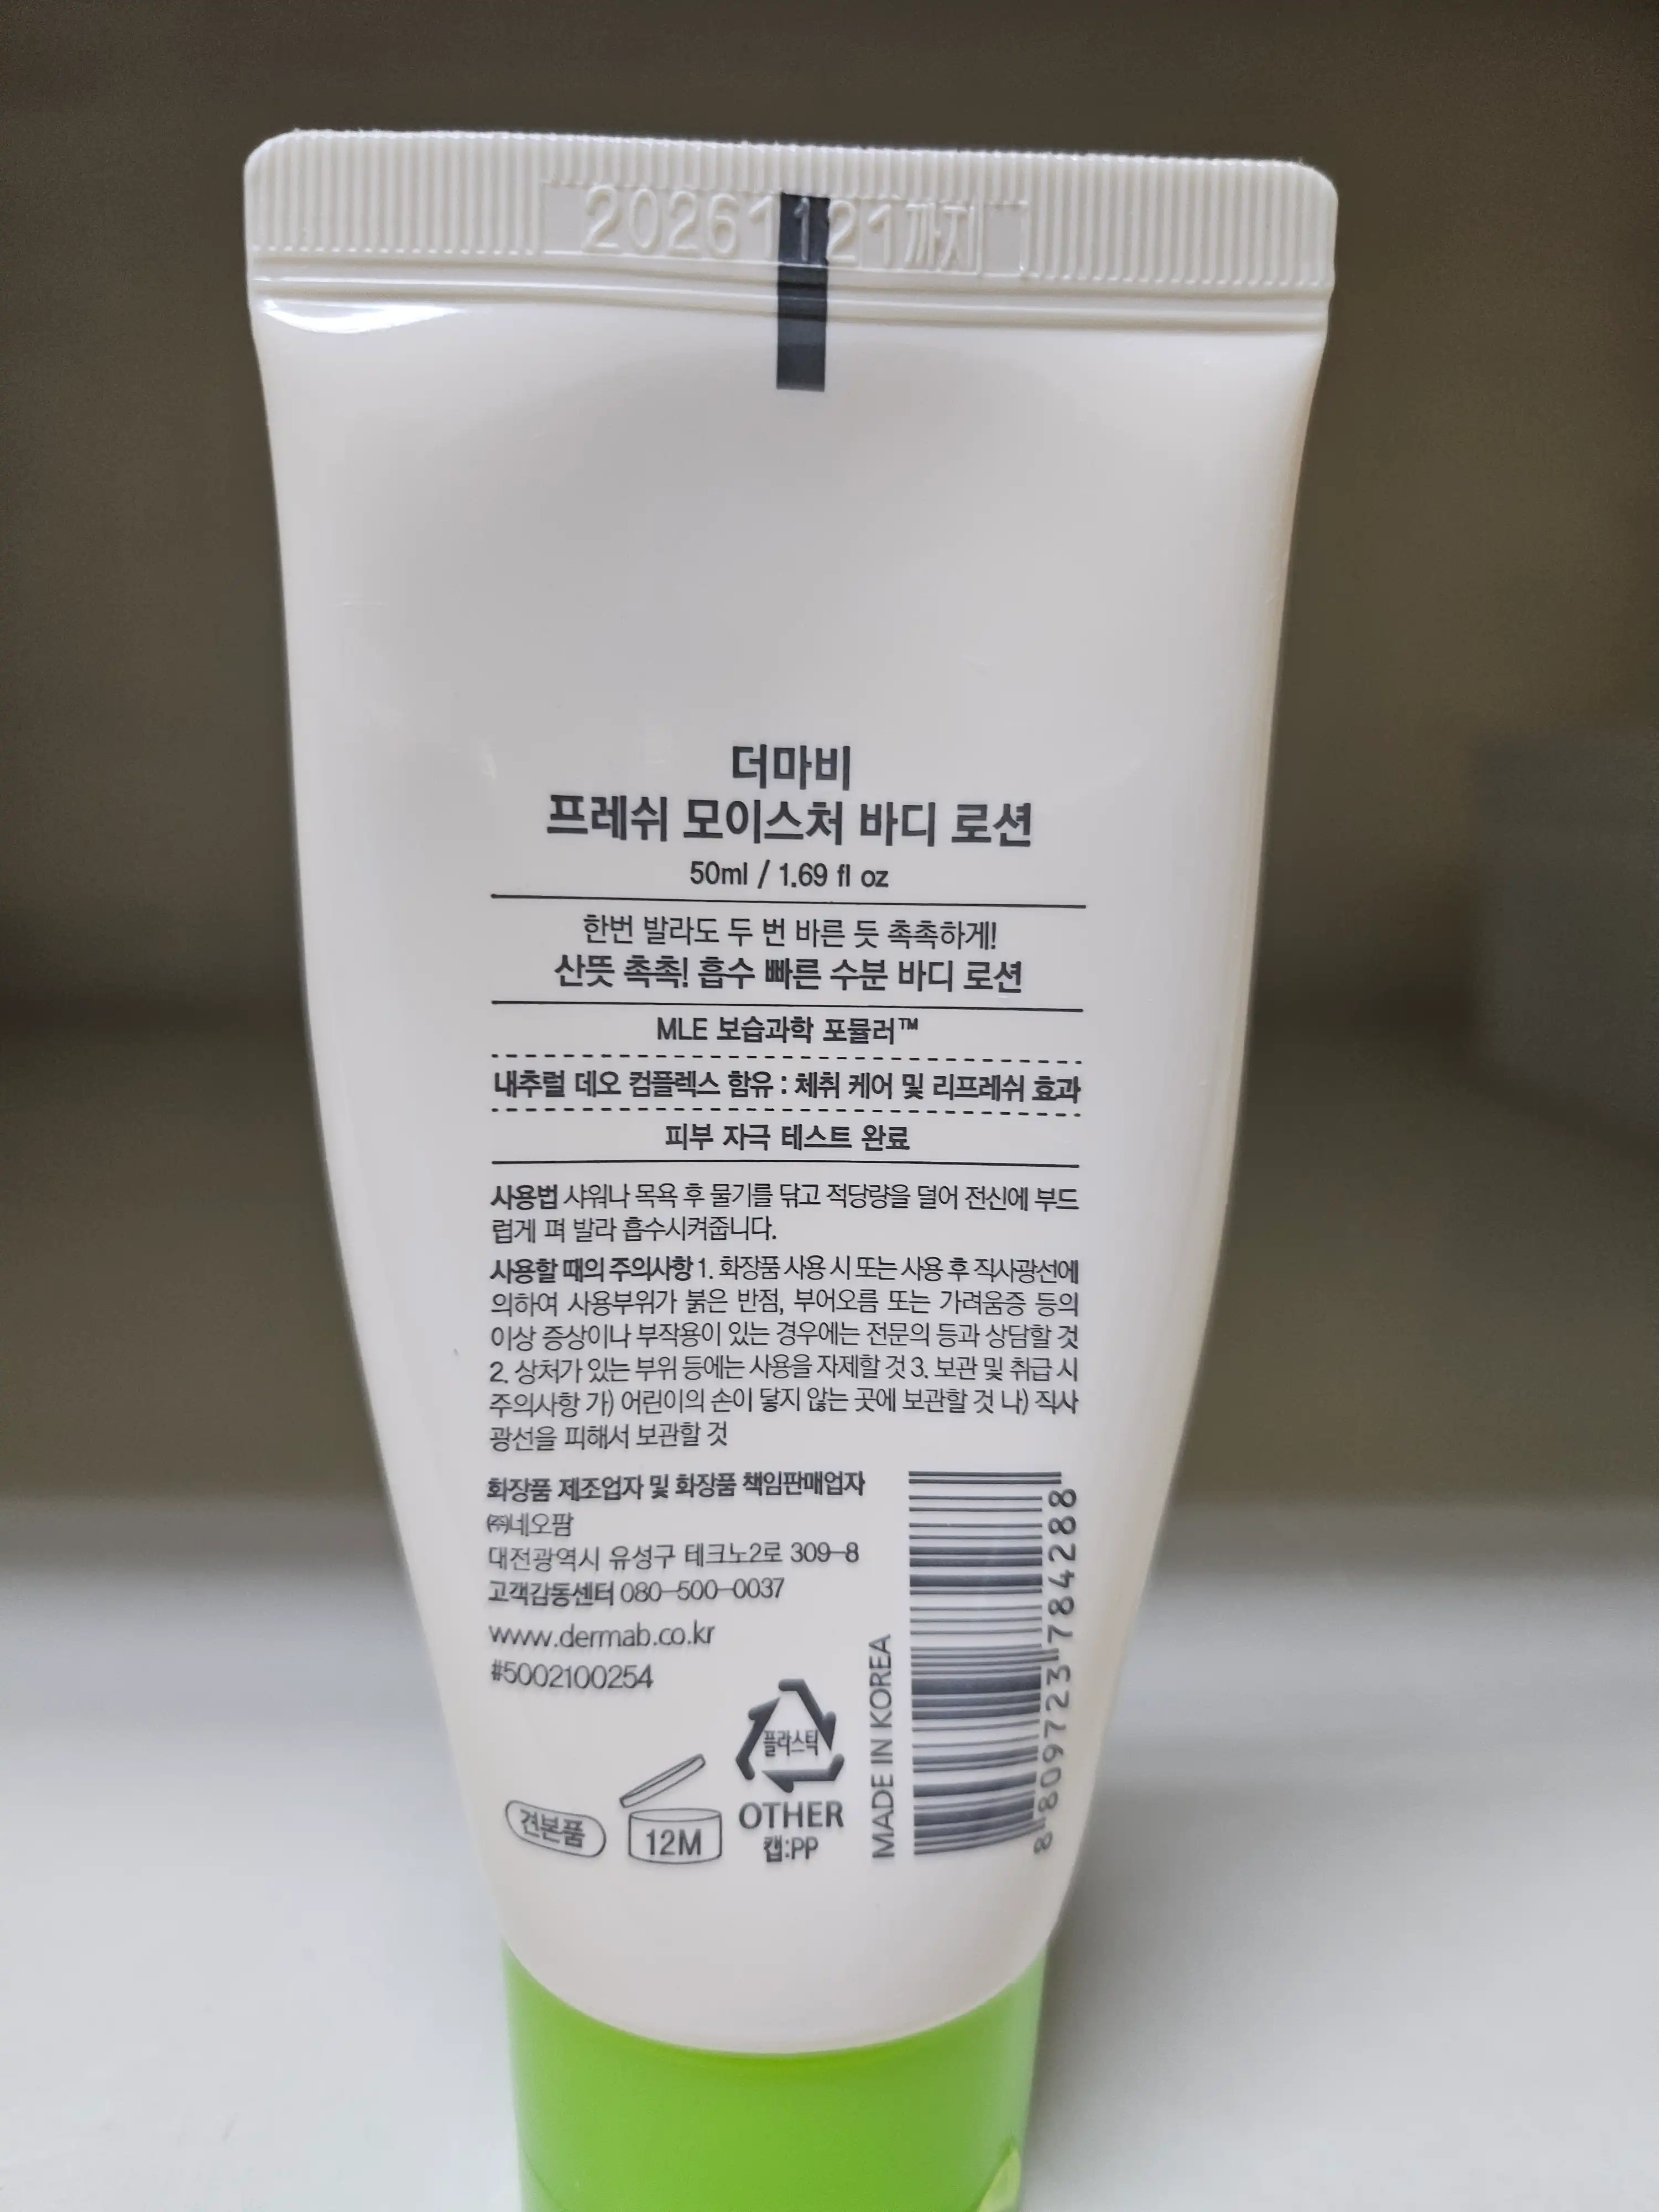 20261121까지
더마비
프레쉬 모이스처 바디 로션
50ml / 1.69 fl oz
한번 발라도 두 번 바른 듯 촉촉하게!
산뜻 촉촉! 흡수 빠른 수분 바디 로션
MLE 보습과학 포뮬러™
내추럴 데오 컴플렉스 함유 : 체취 케어 및 리프레쉬 효과
피부 자극 테스트 완료
사용법 샤워나 목욕 후 물기를 닦고 적당량을 덜어 전신에 부드
럽게 펴 발라 흡수시켜줍니다.
사용할 때의 주의사항 1. 화장품 사용 시 또는 사용 후 직사광선에
의하여 사용부위가 붉은 반점, 부어오름 또는 가려움증 등의
이상 증상이나 부작용이 있는 경우에는 전문의 등과 상담할 것
2. 상처가 있는 부위 등에는 사용을 자제할 것 3. 보관 및 취급 시
주의사항 가) 어린이의 손이 닿지 않는 곳에 보관할 것 나) 직사
광선을 피해서 보관할 것
화장품 제조업자 및 화장품 책임판매업자
㈜네오팜
대전광역시 유성구 테크노2로 309-8
고객감동센터 080-500-0037
www.dermab.co.kr
#5002100254
견본품
12M
플라스틱
OTHER
캡:PP
MADE IN KOREA
8 809723 784288